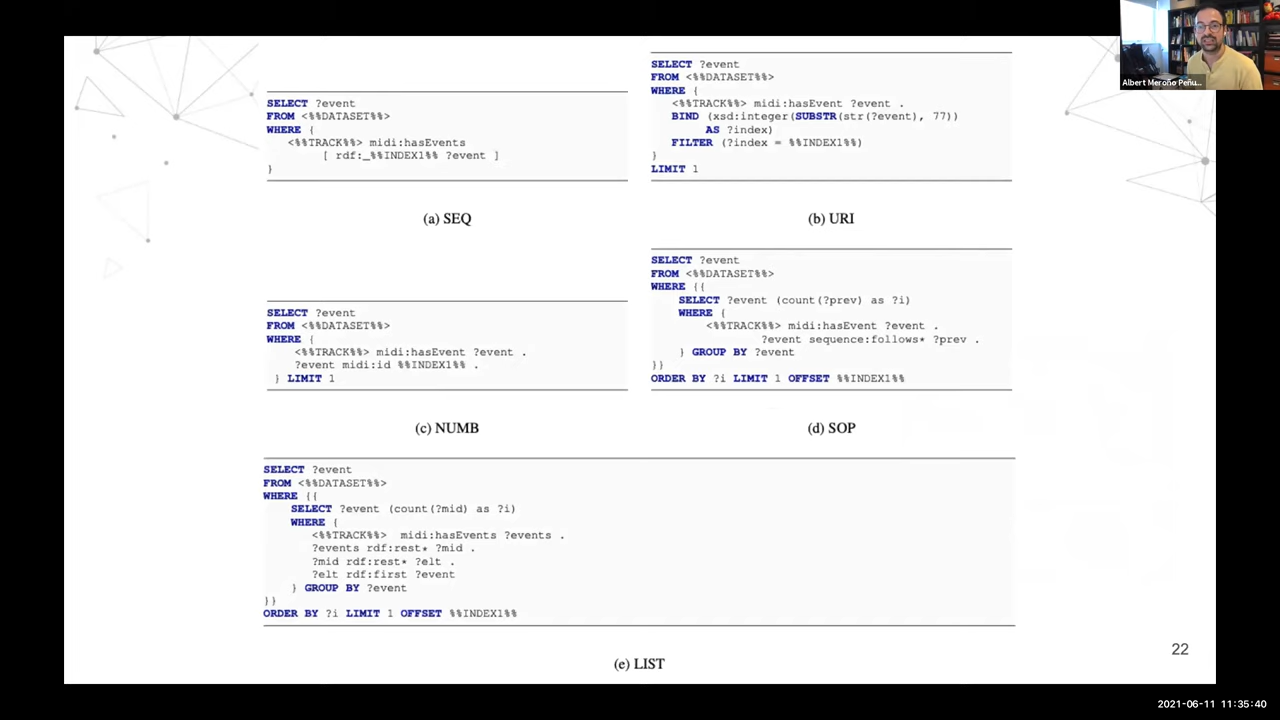 SELECT ?event
FROM <%%DATASET%%>
WHERE {
<%%TRACK%%> midi:hasEvents
[ rdf:_%%INDEX1%% ?event ]
}
(a) SEQ
SELECT ?event
FROM <%%DATASET%%>
WHERE {
<%%TRACK%%> midi:hasEvent ?event .
BIND (xsd:integer(SUBSTR(str(?event), 77))
AS ?index)
FILTER (?index = %%INDEX1%%)
}
LIMIT 1
(b) URI
SELECT ?event
FROM <%%DATASET%%>
WHERE {
<%%TRACK%%> midi:hasEvent ?event .
?event midi:id %%INDEX1%% .
} LIMIT 1
(c) NUMB
SELECT ?event
FROM <%%DATASET%%>
WHERE {{
SELECT ?event (count(?prev) as ?i)
WHERE {
<%%TRACK%%> midi:hasEvent ?event .
?event sequence:follows* ?prev .
} GROUP BY ?event
}}
ORDER BY ?i LIMIT 1 OFFSET %%INDEX1%%
(d) SOP
SELECT ?event
FROM <%%DATASET%%>
WHERE {{
SELECT ?event (count(?mid) as ?i)
WHERE {
<%%TRACK%%> midi:hasEvents ?events .
?events rdf:rest* ?mid .
?mid rdf:rest* ?elt .
?elt rdf:first ?event
} GROUP BY ?event
}}
ORDER BY ?i LIMIT 1 OFFSET %%INDEX1%%
(e) LIST
22
Albert Meroño Peñu...
2021-06-11 11:35:40